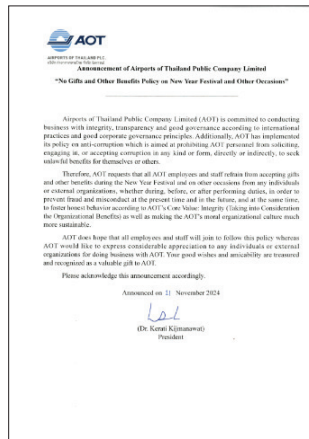 AOT
AIRPORTS OF THAILAND PLC.
Announcement of Airports of Thailand Public Company Limited
"No Gifts and Other Benefits Policy on New Year Festival and Other Occasions"
Airports of Thailand Public Company Limited (AOT) is committed to conducting
business with integrity, transparency and good governance according to international
practices and good corporate governance principles. Additionally, AOT has implemented
its policy on anti-corruption which is aimed at prohibiting AOT personnel from soliciting,
engaging in, or accepting corruption in any kind or form, directly or indirectly, to seek
unlawful benefits for themselves or others.
Therefore, AOT requests that all AOT employees and staff refrain from accepting gifts
and other benefits during the New Year Festival and on other occasions from any individuals
or external organizations, whether during, before, or after performing duties, in order to
prevent fraud and misconduct at the present time and in the future, and at the same time,
to foster honest behavior according to AOT's Core Value: Integrity (Taking into Consideration
the Organizational Benefits) as well as making the AOT's moral organizational culture much
more sustainable.
AOT does hope that all employees and staff will join to follow this policy whereas
AOT would like to express considerable appreciation to any individuals or external
organizations for doing business with AOT. Your good wishes and amicability are treasured
and recognized as a valuable gift to AOT.
Please acknowledge this announcement accordingly.
Announced on November 2024
(Dr. Kerati Kijmanawat)
President